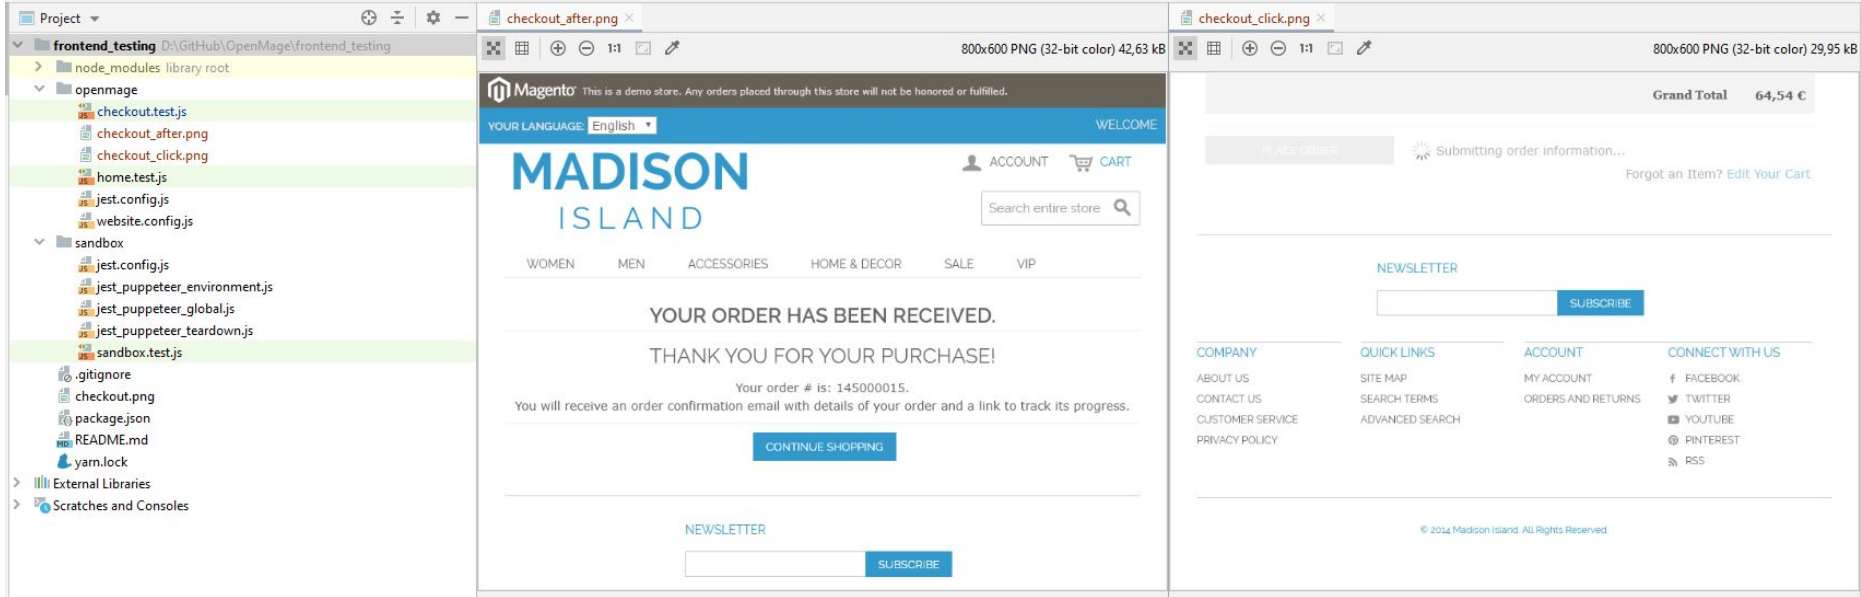 Project
frontend_testing D:\GitHub\OpenMage\frontend_testing
node_modules library root
openmage
checkout.test.js
checkout_after.png
checkout_click.png
home.test.js
jest.config.js
website.config.js
sandbox
jest.config.js
jest_puppeteer_environment.js
jest_puppeteer_global.js
jest_puppeteer_teardown.js
sandbox.test.js
.gitignore
checkout.png
package.json
README.md
yarn.lock
External Libraries
Scratches and Consoles
checkout_after.png
1:1
800x600 PNG (32-bit color) 42,63 kB
Magento This is a demo store. Any orders placed through this store will not be honored or fulfilled.
YOUR LANGUAGE: English WELCOME
MADISON
ISLAND
ACCOUNT CART
Search entire store
WOMEN MEN ACCESSORIES HOME & DECOR SALE VIP
YOUR ORDER HAS BEEN RECEIVED.
THANK YOU FOR YOUR PURCHASE!
Your order # is: 145000015.
You will receive an order confirmation email with details of your order and a link to track its progress.
CONTINUE SHOPPING
NEWSLETTER
SUBSCRIBE
checkout_click.png
1:1
800x600 PNG (32-bit color) 29,95 kB
Grand Total 64,54 €
PLACE ORDER Submitting order information...
Forgot an Item? Edit Your Cart
NEWSLETTER
SUBSCRIBE
COMPANY QUICK LINKS ACCOUNT CONNECT WITH US
ABOUT US SITE MAP MY ACCOUNT FACEBOOK
CONTACT US SEARCH TERMS ORDERS AND RETURNS TWITTER
CUSTOMER SERVICE ADVANCED SEARCH YOUTUBE
PRIVACY POLICY PINTEREST
RSS
© 2014 Madison Island. All Rights Reserved.